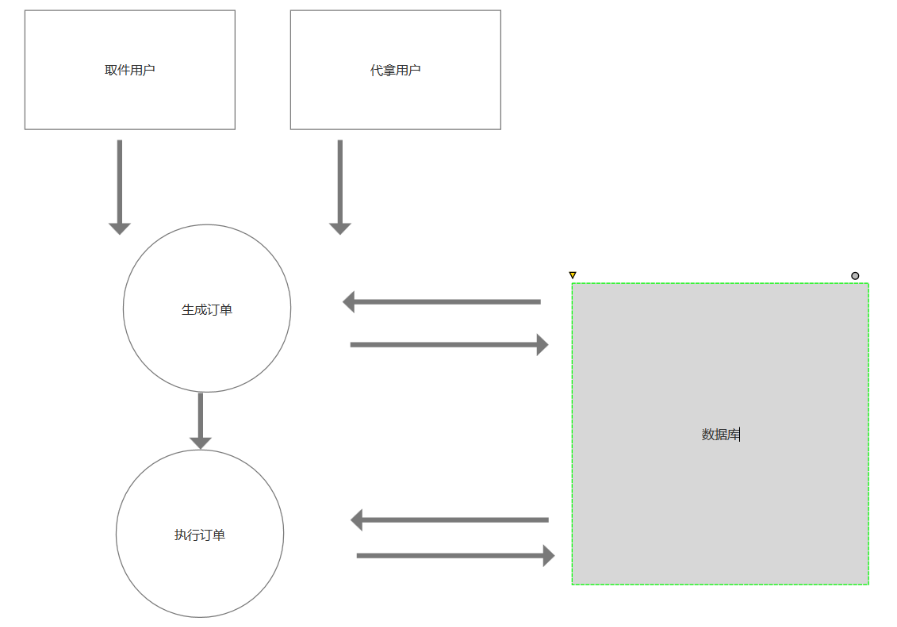 取件用户
代拿用户
生成订单
数据库
执行订单